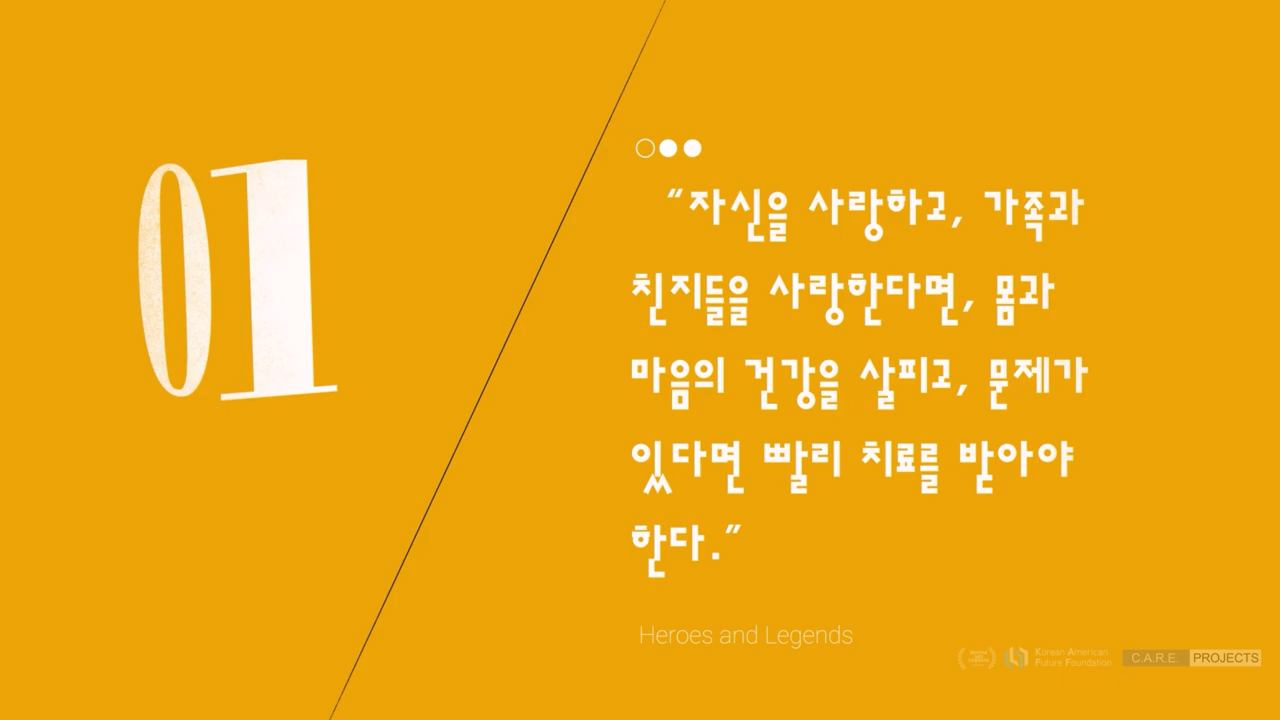 01
“자신을 사랑하고, 가족과
친지들을 사랑한다면, 몸과
마음의 건강을 살피고, 문제가
있다면 빨리 치료를 받아야
한다.”
Heroes and Legends
Korean American
Future Foundation
C.A.R.E. PROJECTS